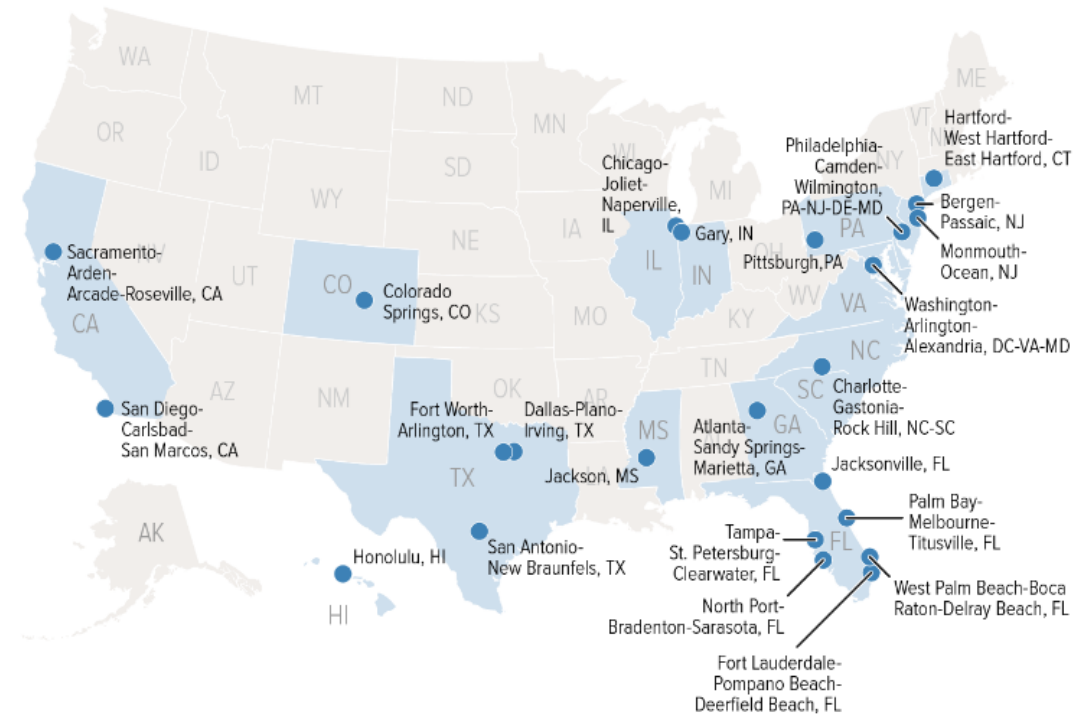 WA
MT
ND
MN
ME
VT
OR
ID
SD
WI
NY
WY
MI
Hartford-
West Hartford-
East Hartford, CT
Philadelphia-
Camden-
Wilmington,
PA-NJ-DE-MD
Chicago-
Joliet-
Naperville,
IL
Gary, IN
Bergen-
Passaic, NJ
Monmouth-
Ocean, NJ
PA
Pittsburgh,PA
IA
NE
NV
UT
IL
IN
OH
Sacramento-
Arden-
Arcade-Roseville, CA
CA
CO
Colorado
Springs, CO
KS
MO
KY
WV
VA
Washington-
Arlington-
Alexandria, DC-VA-MD
NC
TN
SC
Charlotte-
Gastonia-
Rock Hill, NC-SC
AZ
NM
OK
AR
San Diego-
Carlsbad-
San Marcos, CA
Fort Worth-
Arlington, TX
Dallas-Plano-
Irving, TX
MS
AL
GA
Atlanta-
Sandy Springs-
Marietta, GA
Jackson, MS
LA
TX
Jacksonville, FL
AK
San Antonio-
New Braunfels, TX
Honolulu, HI
HI
Palm Bay-
Melbourne-
Titusville, FL
Tampa-
St. Petersburg-
Clearwater, FL
FL
West Palm Beach-Boca
Raton-Delray Beach, FL
North Port-
Bradenton-Sarasota, FL
Fort Lauderdale-
Pompano Beach-
Deerfield Beach, FL